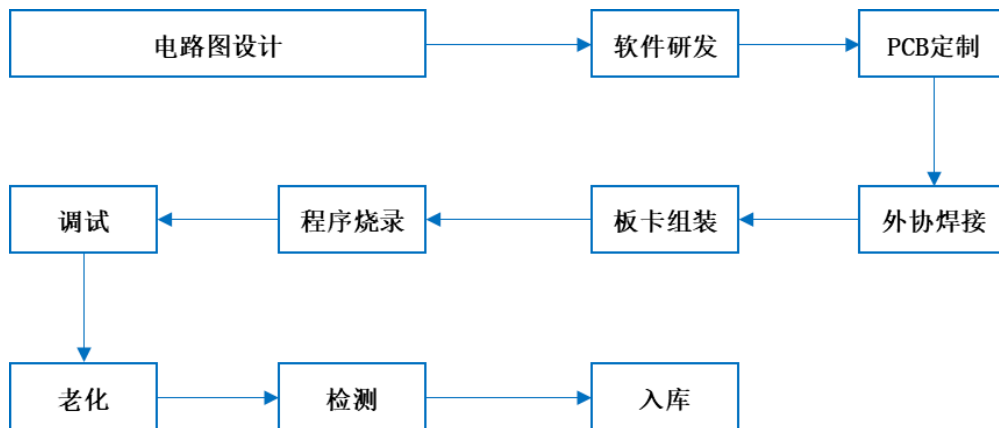 电路图设计
软件研发
PCB定制
外协焊接
板卡组装
程序烧录
调试
老化
检测
入库